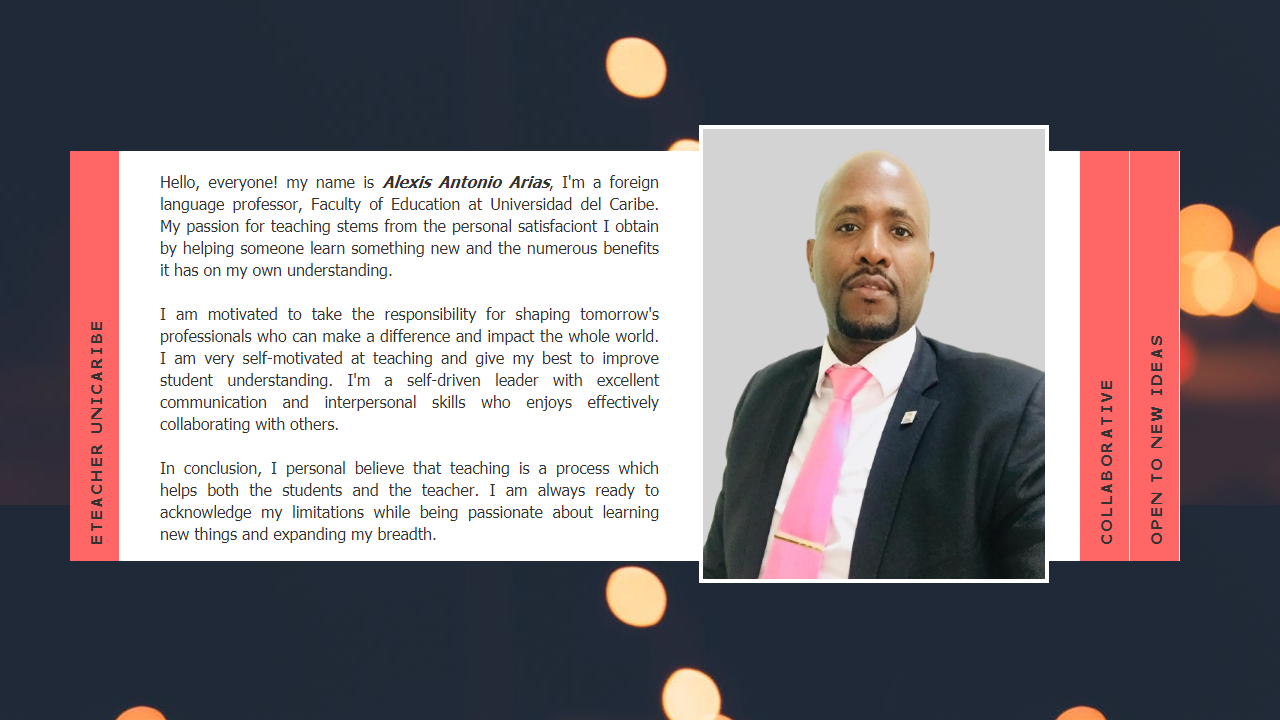 ETEACHER UNICARIBE
Hello, everyone! my name is Alexis Antonio Arias, I'm a foreign
language professor, Faculty of Education at Universidad del Caribe.
My passion for teaching stems from the personal satisfaciont I obtain
by helping someone learn something new and the numerous benefits
it has on my own understanding.
I am motivated to take the responsibility for shaping tomorrow's
professionals who can make a difference and impact the whole world.
I am very self-motivated at teaching and give my best to improve
student understanding. I'm a self-driven leader with excellent
communication and interpersonal skills who enjoys effectively
collaborating with others.
In conclusion, I personal believe that teaching is a process which
helps both the students and the teacher. I am always ready to
acknowledge my limitations while being passionate about learning
new things and expanding my breadth.
COLLABORATIVE
OPEN TO NEW IDEAS